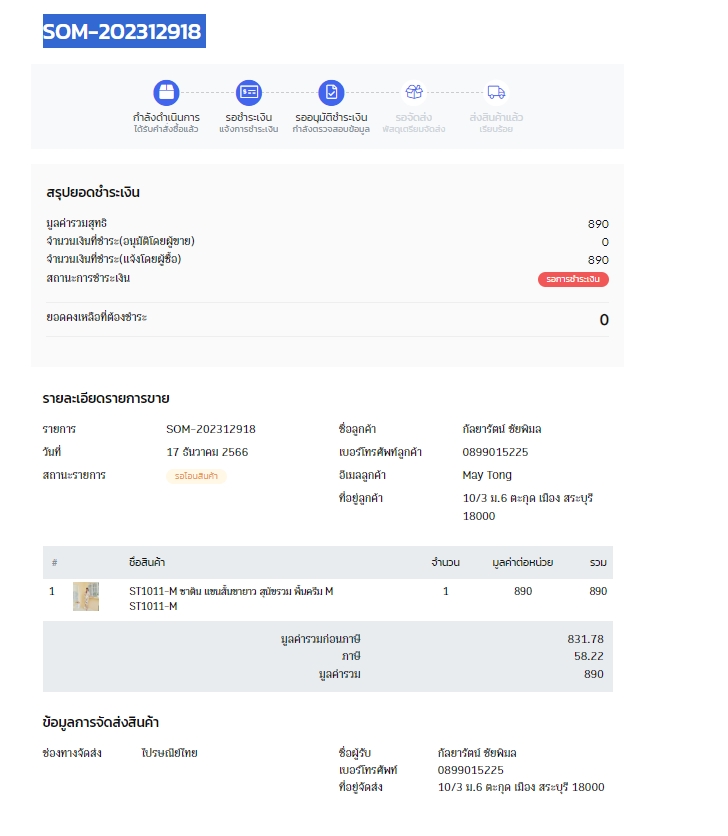 SOM-202312918
กำลังดำเนินการ
ได้รับคำสั่งซื้อแล้ว
รอชำระเงิน
แจ้งการชำระเงิน
รออนุมัติชำระเงิน
กำลังตรวจสอบข้อมูล
รอจัดส่ง
พัสดุเตรียมจัดส่ง
ส่งสินค้าแล้ว
เรียบร้อย
สรุปยอดชำระเงิน
มูลค่ารวมสุทธิ 890
จำนวนเงินที่ชำระ(อนุมัติโดยผู้ขาย) 0
จำนวนเงินที่ชำระ(แจ้งโดยผู้ซื้อ) 890
สถานะการชำระเงิน รอการชำระเงิน
ยอดคงเหลือที่ต้องชำระ 0
รายละเอียดรายการขาย
รายการ SOM-202312918
วันที่ 17 ธันวาคม 2566
สถานะรายการ รอโอนสินค้า
ชื่อลูกค้า กัลยารัตน์ ชัยพิมล
เบอร์โทรศัพท์ลูกค้า 0899015225
อีเมลลูกค้า May Tong
ที่อยู่ลูกค้า 10/3 ม.6 ตะกุด เมือง สระบุรี
18000
# ชื่อสินค้า จำนวน มูลค่าต่อหน่วย รวม
1 ST1011-M ซาติน แขนสั้นขายาว สุนัขรวม พื้นครีม M 1 890 890
ST1011-M
มูลค่ารวมก่อนภาษี 831.78
ภาษี 58.22
มูลค่ารวม 890
ข้อมูลการจัดส่งสินค้า
ช่องทางจัดส่ง ไปรษณีย์ไทย
ชื่อผู้รับ กัลยารัตน์ ชัยพิมล
เบอร์โทรศัพท์ 0899015225
ที่อยู่จัดส่ง 10/3 ม.6 ตะกุด เมือง สระบุรี 18000